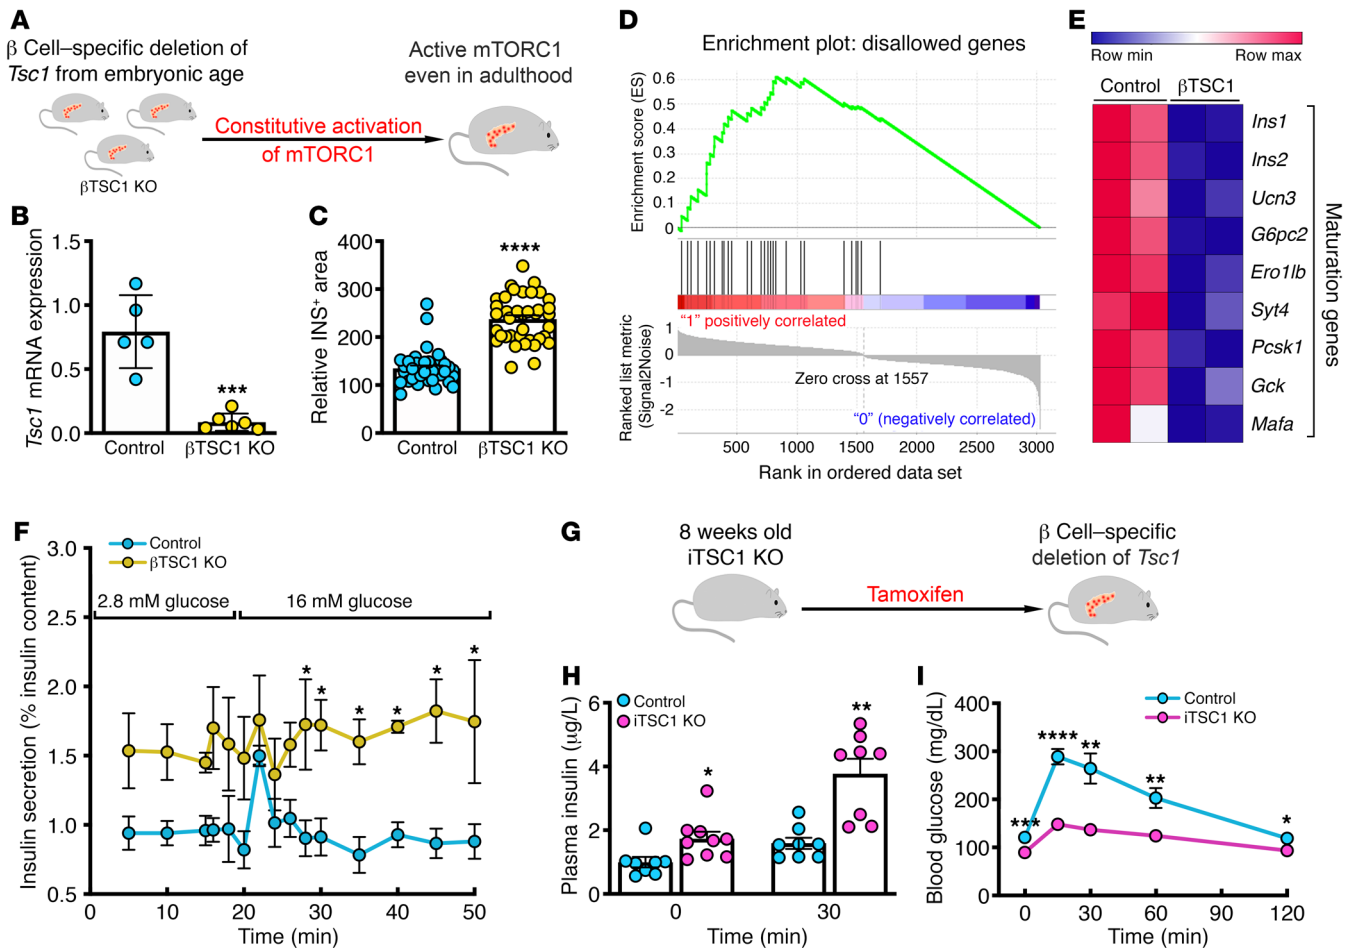 A
β Cell–specific deletion of
Tsc1 from embryonic age
Active mTORC1
even in adulthood
Constitutive activation
of mTORC1
βTSC1 KO
B
Tsc1 mRNA expression
1.5
1.0
0.5
0.0
***
Control
βTSC1 KO
C
Relative INS+ area
400
300
200
100
0
****
Control
βTSC1 KO
D
Enrichment plot: disallowed genes
Enrichment score (ES)
0.6
0.5
0.4
0.3
0.2
0.1
0
"1" positively correlated
Ranked list metric
(Signal2Noise)
1
0
-1
-2
Zero cross at 1557
"0" (negatively correlated)
500
1000
1500
2000
2500
3000
Rank in ordered data set
E
Row min
Row max
Control
βTSC1
Ins1
Ins2
Ucn3
G6pc2
Ero1lb
Syt4
Pcsk1
Gck
Mafa
Maturation genes
F
Control
βTSC1 KO
2.8 mM glucose
16 mM glucose
Insulin secretion (% insulin content)
3.0
2.5
2.0
1.5
1.0
0.5
* * * * * *
0
10
20
30
40
50
Time (min)
G
8 weeks old
iTSC1 KO
Tamoxifen
β Cell–specific
deletion of Tsc1
H
Control
iTSC1 KO
Plasma insulin (μg/L)
6
4
2
0
*
**
0
30
Time (min)
I
Control
iTSC1 KO
Blood glucose (mg/dL)
400
300
200
100
0
***
****
**
**
*
0
30
60
90
120
Time (min)